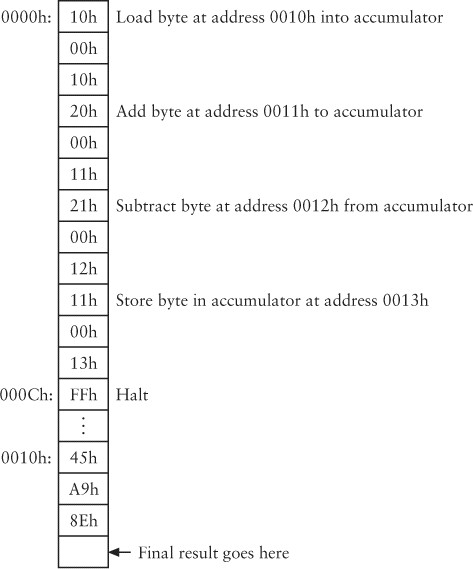 0000h: 10h Load byte at address 0010h into accumulator
00h
10h
20h Add byte at address 0011h to accumulator
00h
11h
21h Subtract byte at address 0012h from accumulator
00h
12h
11h Store byte in accumulator at address 0013h
00h
13h
000Ch: FFh Halt
⋮
0010h: 45h
A9h
8Eh
Final result goes here